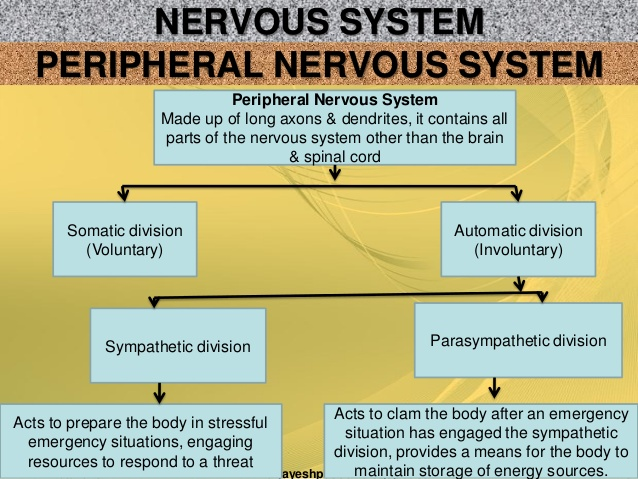 NERVOUS SYSTEM
PERIPHERAL NERVOUS SYSTEM
Peripheral Nervous System
Made up of long axons & dendrites, it contains all
parts of the nervous system other than the brain
& spinal cord
Somatic division
(Voluntary)
Automatic division
(Involuntary)
Sympathetic division
Parasympathetic division
Acts to prepare the body in stressful
emergency situations, engaging
resources to respond to a threat
Acts to clam the body after an emergency
situation has engaged the sympathetic
division, provides a means for the body to
maintain storage of energy sources.